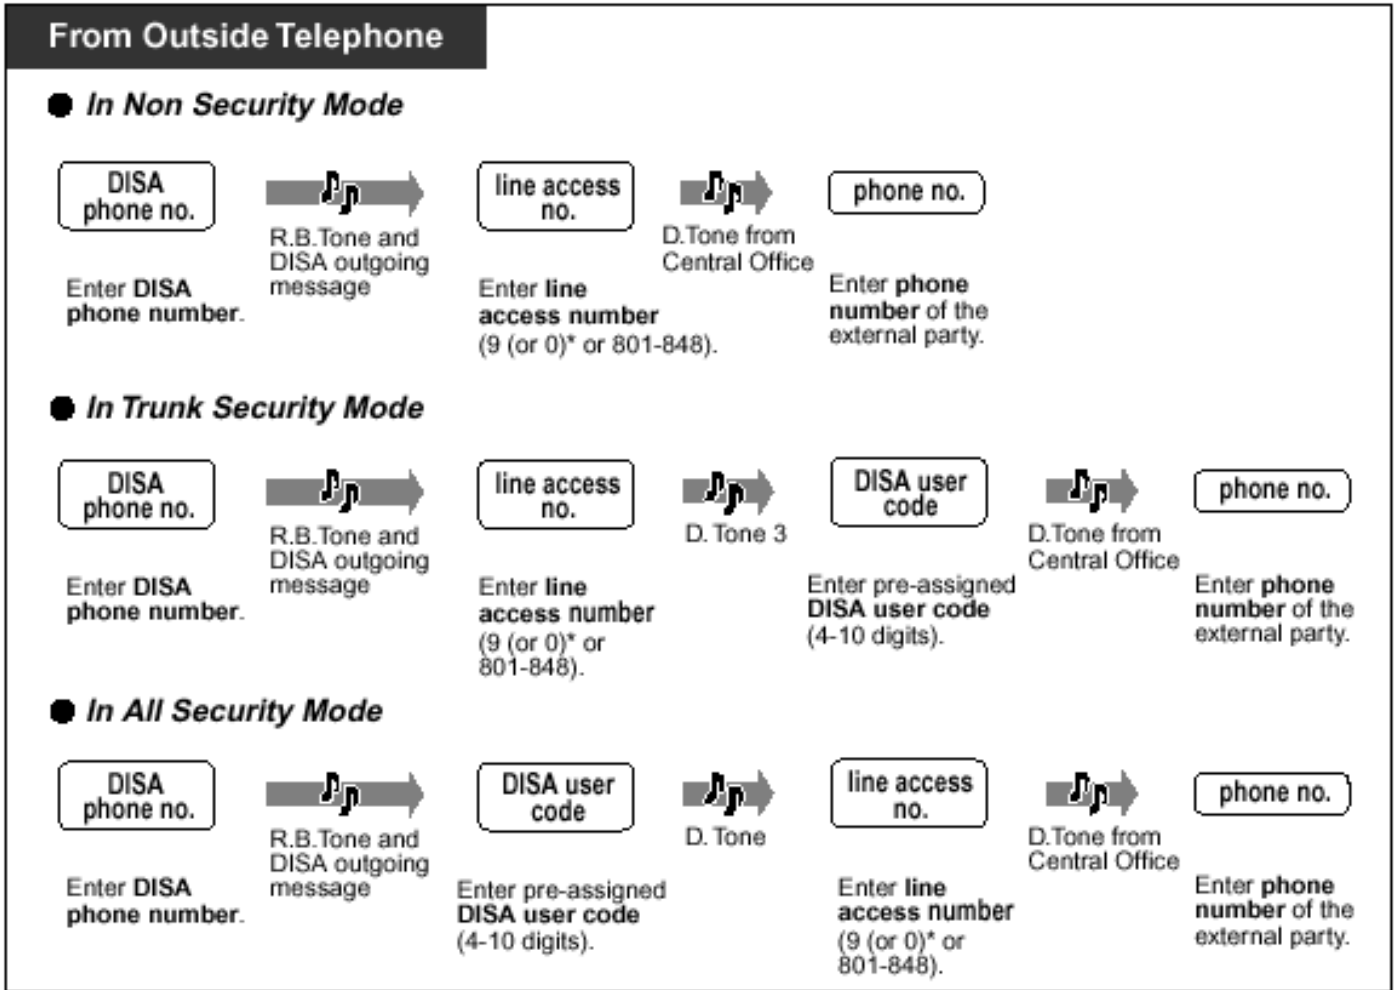 From Outside Telephone
● In Non Security Mode
DISA
phone no.
R.B.Tone and
DISA outgoing
message
line access
no.
D.Tone from
Central Office
phone no.
Enter DISA
phone number.
Enter line
access number
(9 (or 0)* or 801-848).
Enter phone
number of the
external party.
● In Trunk Security Mode
DISA
phone no.
R.B.Tone and
DISA outgoing
message
line access
no.
D. Tone 3
DISA user
code
D.Tone from
Central Office
phone no.
Enter DISA
phone number.
Enter line
access number
(9 (or 0)* or
801-848).
Enter pre-assigned
DISA user code
(4-10 digits).
Enter phone
number of the
external party.
● In All Security Mode
DISA
phone no.
R.B.Tone and
DISA outgoing
message
DISA user
code
D. Tone
line access
no.
D.Tone from
Central Office
phone no.
Enter DISA
phone number.
Enter pre-assigned
DISA user code
(4-10 digits).
Enter line
access number
(9 (or 0)* or
801-848).
Enter phone
number of the
external party.